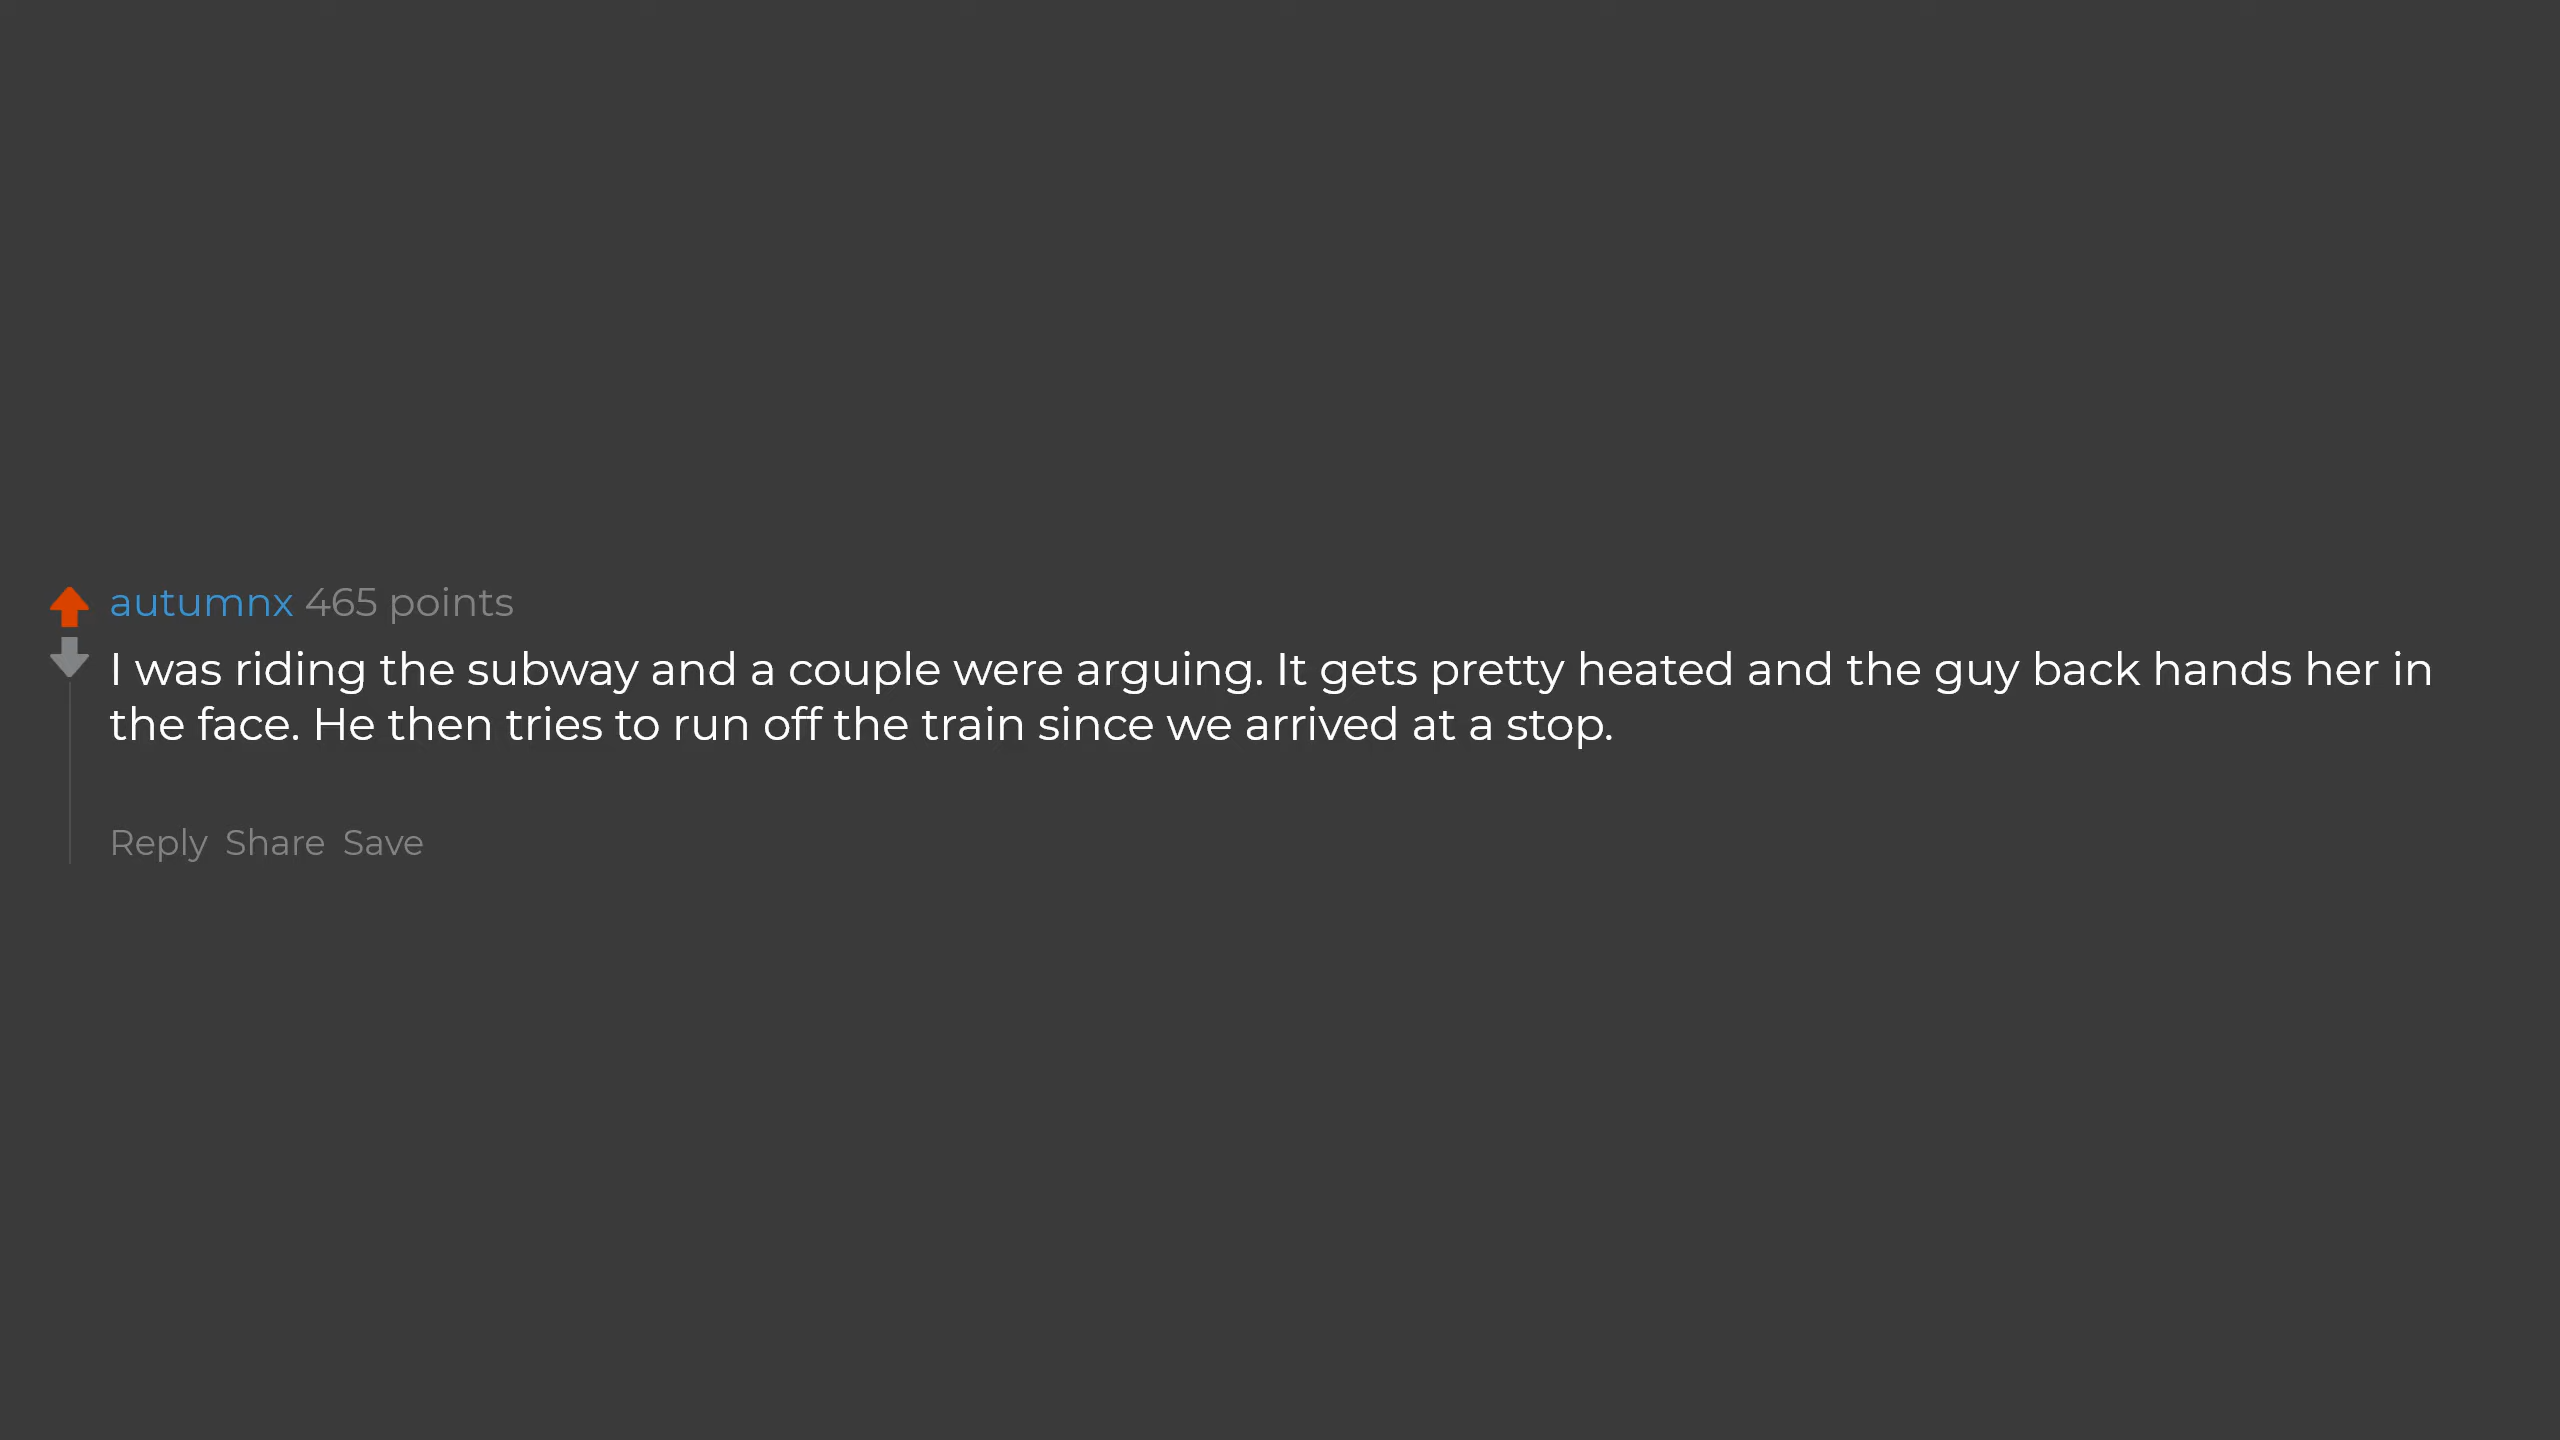 autumnx 465 points
I was riding the subway and a couple were arguing. It gets pretty heated and the guy back hands her in
the face. He then tries to run off the train since we arrived at a stop.
Reply Share Save